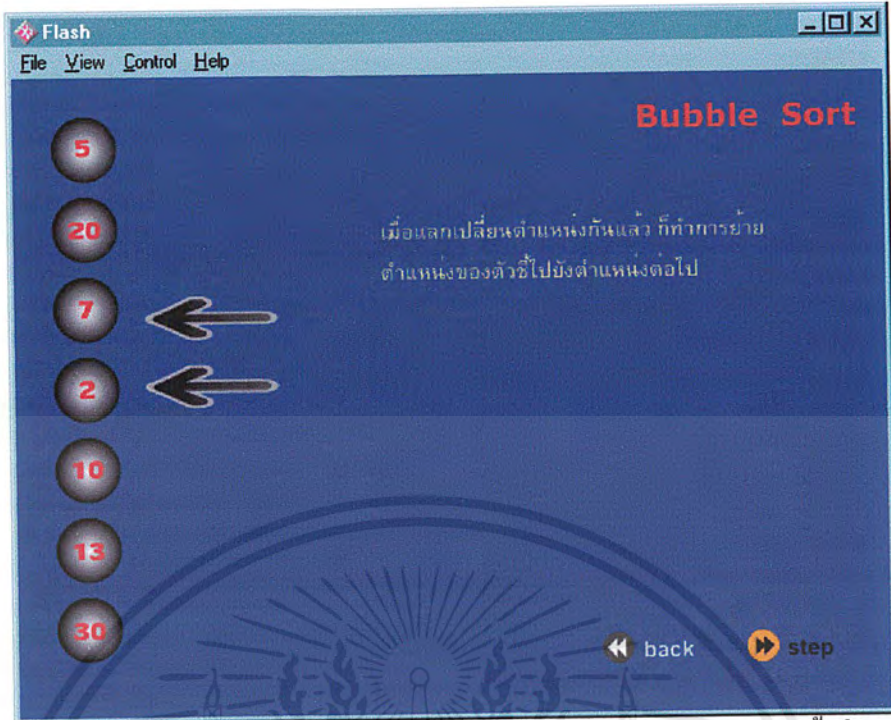 Flash
File View Control Help
Bubble Sort
5
20
7
2
10
13
30
เมื่อแลกเปลี่ยนตำแหน่งกันแล้ว ก็ทำการย้าย
ตำแหน่งของตัวชี้ไปยังตำแหน่งต่อไป
back step